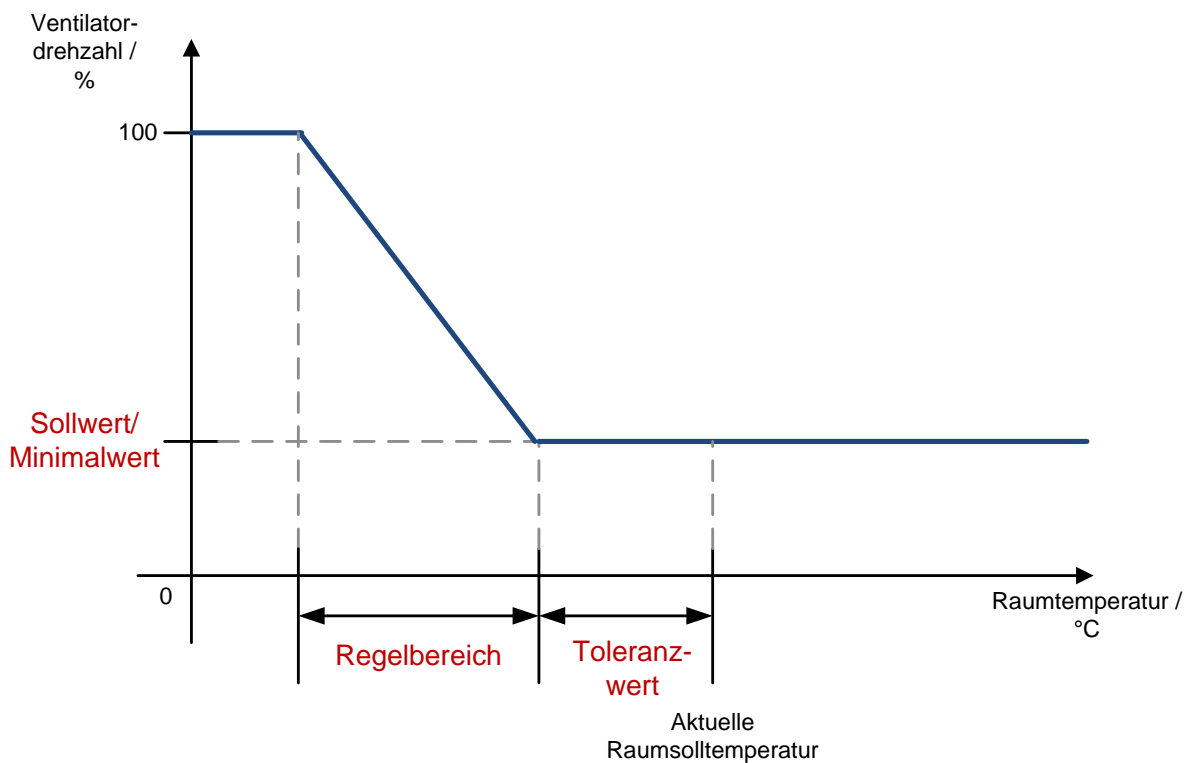 Ventilator-
drehzahl /
%
100
Sollwert/
Minimalwert
0
Raumtemperatur /
°C
Regelbereich
Toleranz-
wert
Aktuelle
Raumsolltemperatur